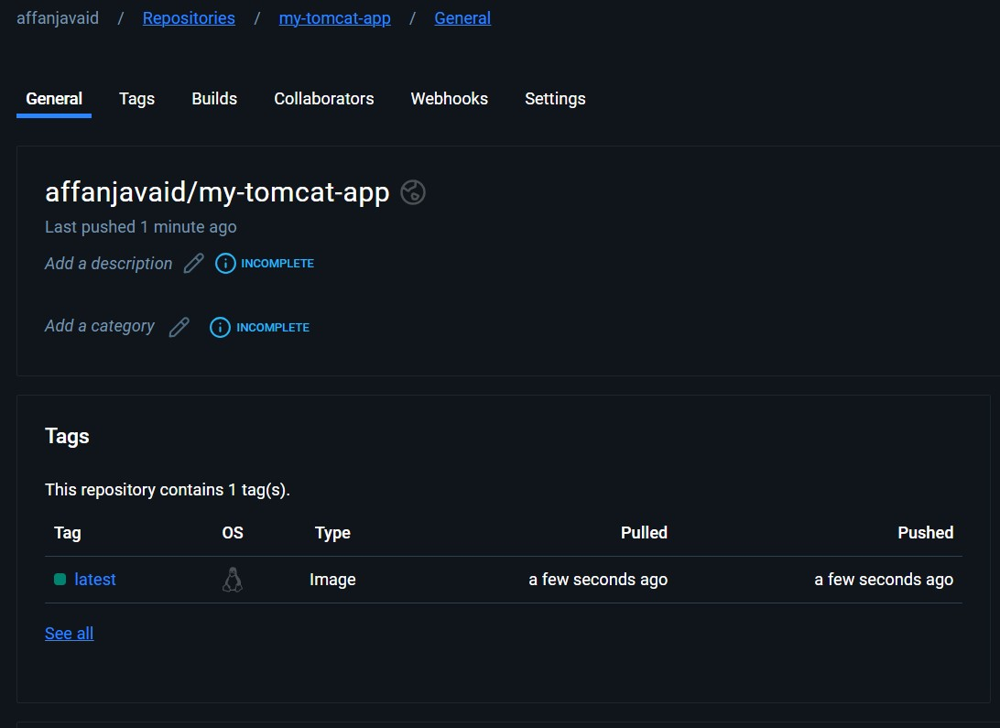 affanjavaid / Repositories / my-tomcat-app / General
General Tags Builds Collaborators Webhooks Settings
affanjavaid/my-tomcat-app
Last pushed 1 minute ago
Add a description INCOMPLETE
Add a category INCOMPLETE
Tags
This repository contains 1 tag(s).
Tag OS Type Pulled Pushed
latest Image a few seconds ago a few seconds ago
See all